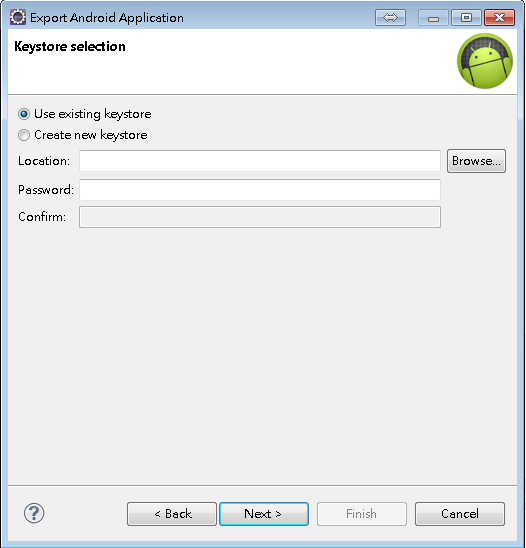 Export Android Application
Keystore selection
Use existing keystore
Create new keystore
Location:
Browse...
Password:
Confirm:
?
< Back
Next >
Finish
Cancel